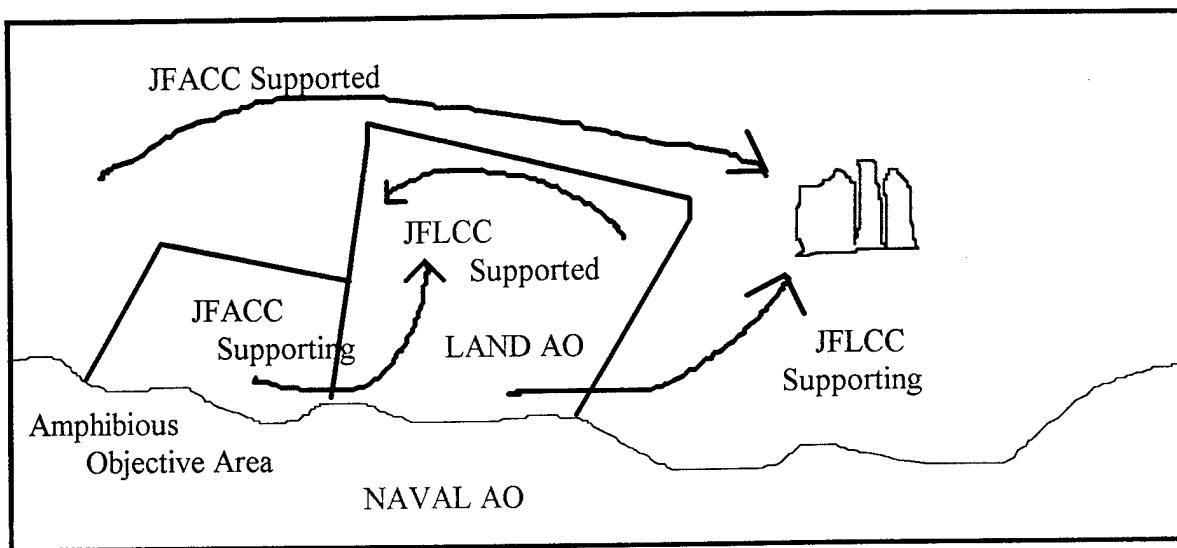 JFACC Supported
JFLCC
Supported
JFACC
Supporting
LAND AO
JFLCC
Supporting
Amphibious
Objective Area
NAVAL AO